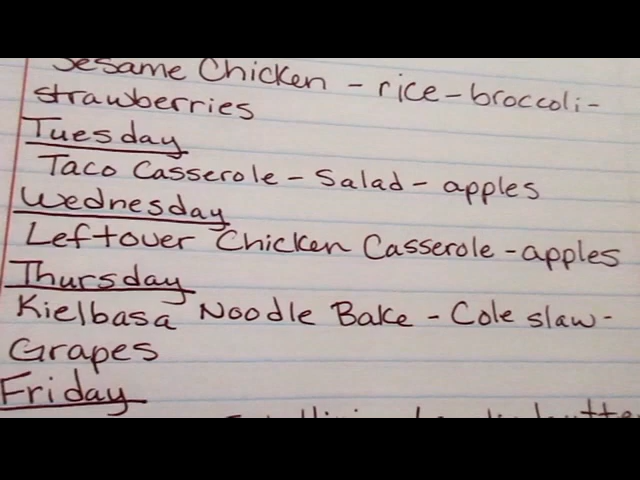 Sesame Chicken - rice - broccoli -
strawberries
Tuesday
Taco Casserole - Salad - apples
Wednesday
Leftover Chicken Casserole - apples
Thursday
Kielbasa Noodle Bake - Cole slaw -
Grapes
Friday